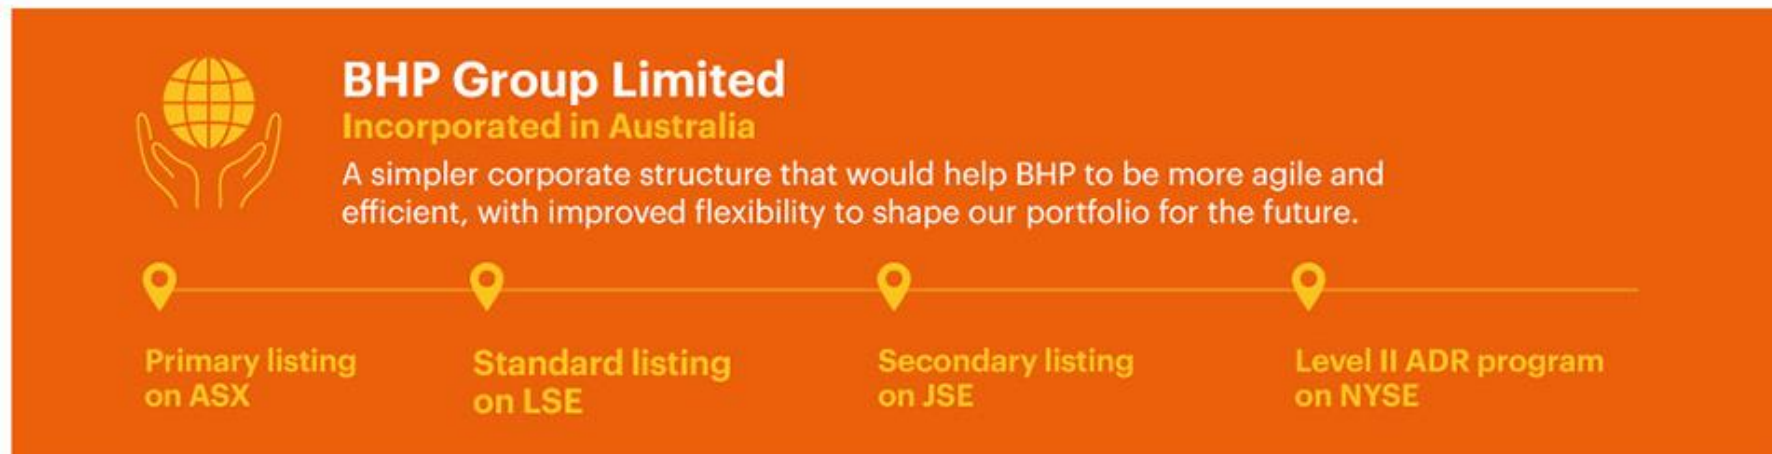 BHP Group Limited
Incorporated in Australia
A simpler corporate structure that would help BHP to be more agile and
efficient, with improved flexibility to shape our portfolio for the future.
Primary listing
on ASX
Standard listing
on LSE
Secondary listing
on JSE
Level II ADR program
on NYSE